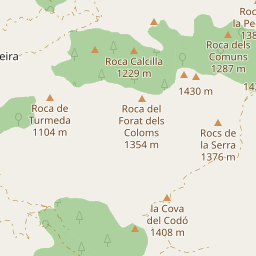 Roc
la Pe
Roca dels
Comuns
1287 m
eira
Roca Calcilla
1229 m
1430 m
Roca de
Turmeda
1104 m
Roca del
Forat dels
Coloms
1354 m
Rocs de
la Serra
1376 m
la Cova
del Codó
1408 m